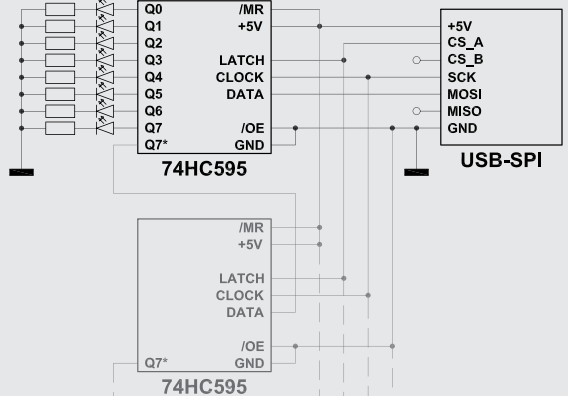 Q0 /MR
Q1 +5V +5V
Q2 CS_A
Q3 LATCH CS_B
Q4 CLOCK SCK
Q5 DATA MOSI
Q6 MISO
Q7 /OE GND
Q7* GND
74HC595 USB-SPI
/MR
+5V
LATCH
CLOCK
DATA
/OE
Q7* GND
74HC595